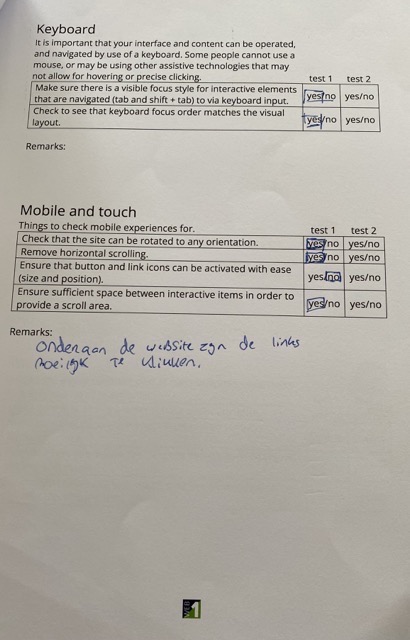 Keyboard
It is important that your interface and content can be operated,
and navigated by use of a keyboard. Some people cannot use a
mouse, or may be using other assistive technologies that may
not allow for hovering or precise clicking. test 1 test 2
Make sure there is a visible focus style for interactive elements
that are navigated (tab and shift + tab) to via keyboard input. yes/no yes/no
Check to see that keyboard focus order matches the visual
layout. yes/no yes/no
Remarks:
Mobile and touch
Things to check mobile experiences for. test 1 test 2
Check that the site can be rotated to any orientation. yes/no yes/no
Remove horizontal scrolling. yes/no yes/no
Ensure that button and link icons can be activated with ease
(size and position). yes/no yes/no
Ensure sufficient space between interactive items in order to
provide a scroll area. yes/no yes/no
Remarks:
onderaan de website zijn de links
moeilijk te klikken.
WEB 1